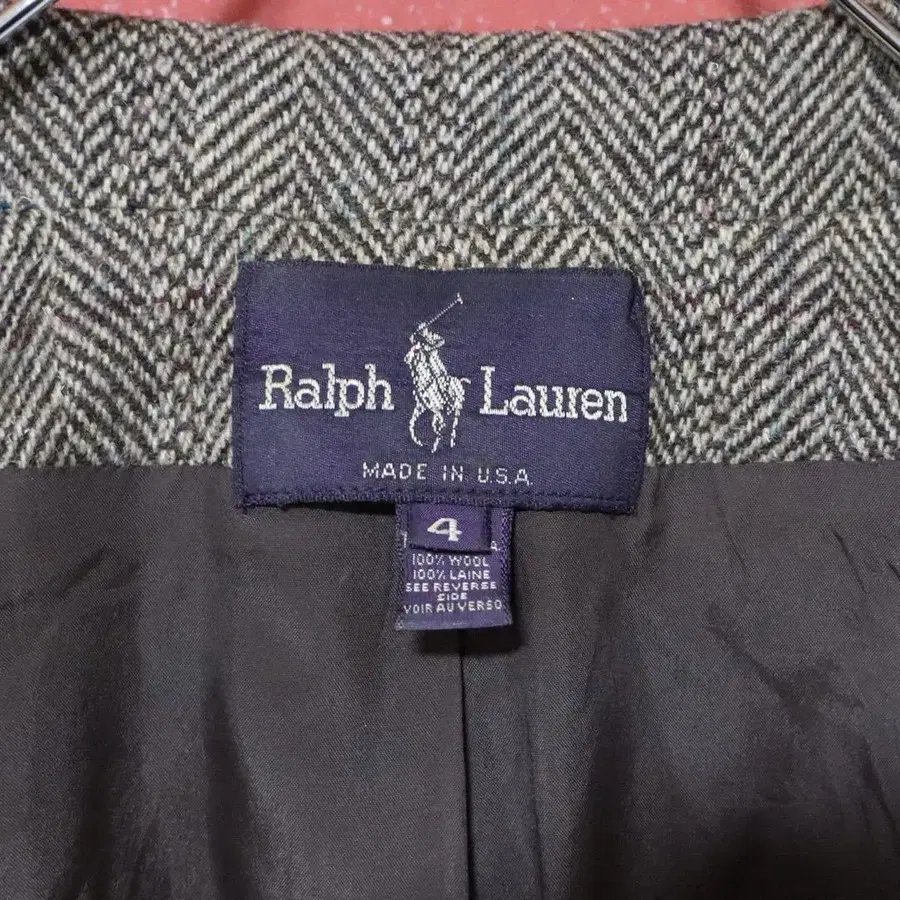 Ralph Lauren
MADE IN U.S.A.
4
100% WOOL
100% LAINE
SEE REVERSE
SIDE
VOIR AU VERSO